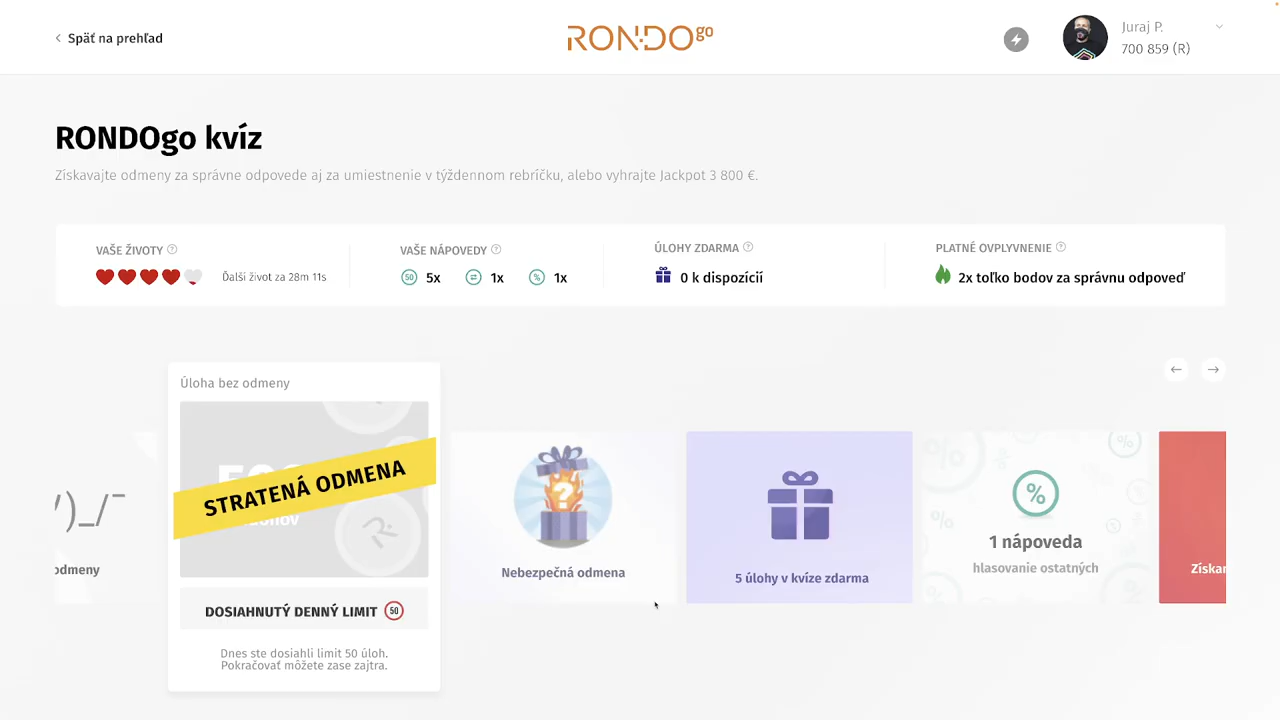 Späť na prehľad
RONDOgo
Juraj P.
700 859 (R)
RONDOgo kvíz
Získavajte odmeny za správne odpovede aj za umiestnenie v týždennom rebríčku, alebo vyhrajte Jackpot 3 800 €.
VAŠE ŽIVOTY
Ďalší život za 28m 11s
VAŠE NÁPOVEDY
50 5x 1x % 1x
ÚLOHY ZDARMA
0 k dispozícií
PLATNÉ OVPLYVNENIE
2x toľko bodov za správnu odpoveď
Úloha bez odmeny
STRATENÁ ODMENA
DOSIAHNUTÝ DENNÝ LIMIT 50
Dnes ste dosiahli limit 50 úloh.
Pokračovať môžete zase zajtra.
Nebezpečná odmena
5 úlohy v kvíze zdarma
%
1 nápoveda
hlasovanie ostatných